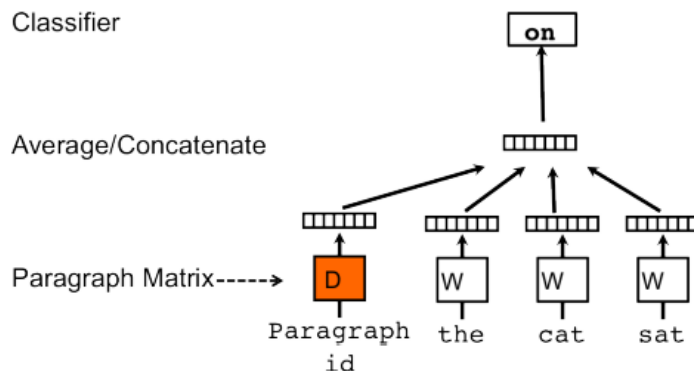 Classifier
on
Average/Concatenate
Paragraph Matrix
D
W
W
W
Paragraph
id
the
cat
sat